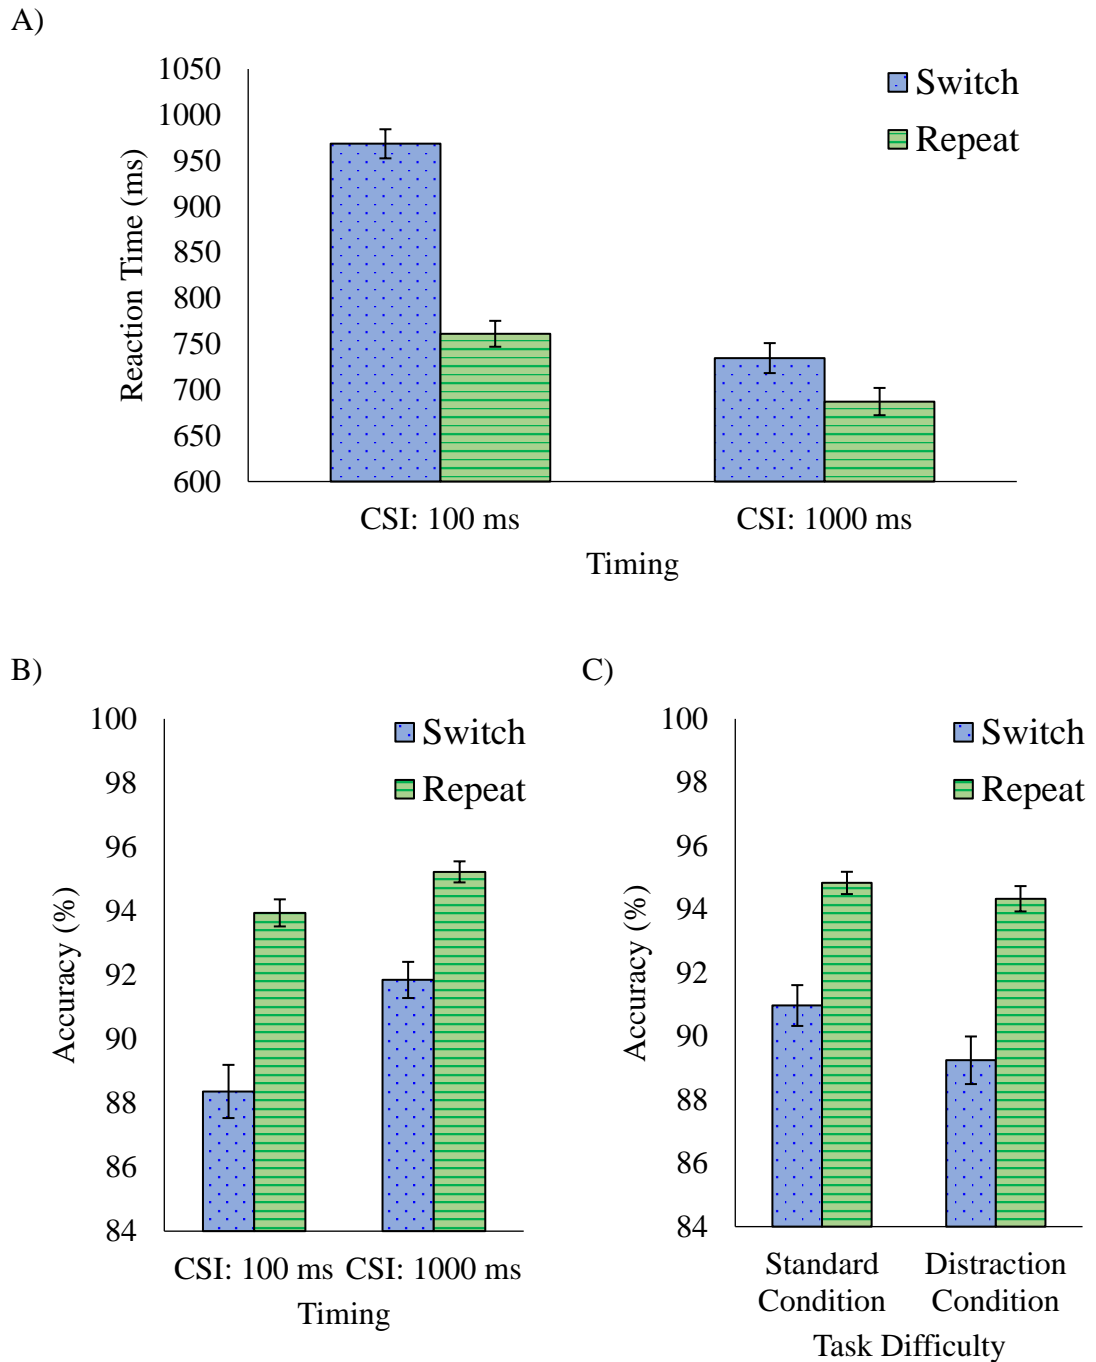 A)
1050
1000
950
900
850
800
750
700
650
600
Reaction Time (ms)
Switch
Repeat
CSI: 100 ms
CSI: 1000 ms
Timing
B)
100
98
96
94
92
90
88
86
84
Accuracy (%)
Switch
Repeat
CSI: 100 ms
CSI: 1000 ms
Timing
C)
100
98
96
94
92
90
88
86
84
Accuracy (%)
Switch
Repeat
Standard
Condition
Distraction
Condition
Task Difficulty